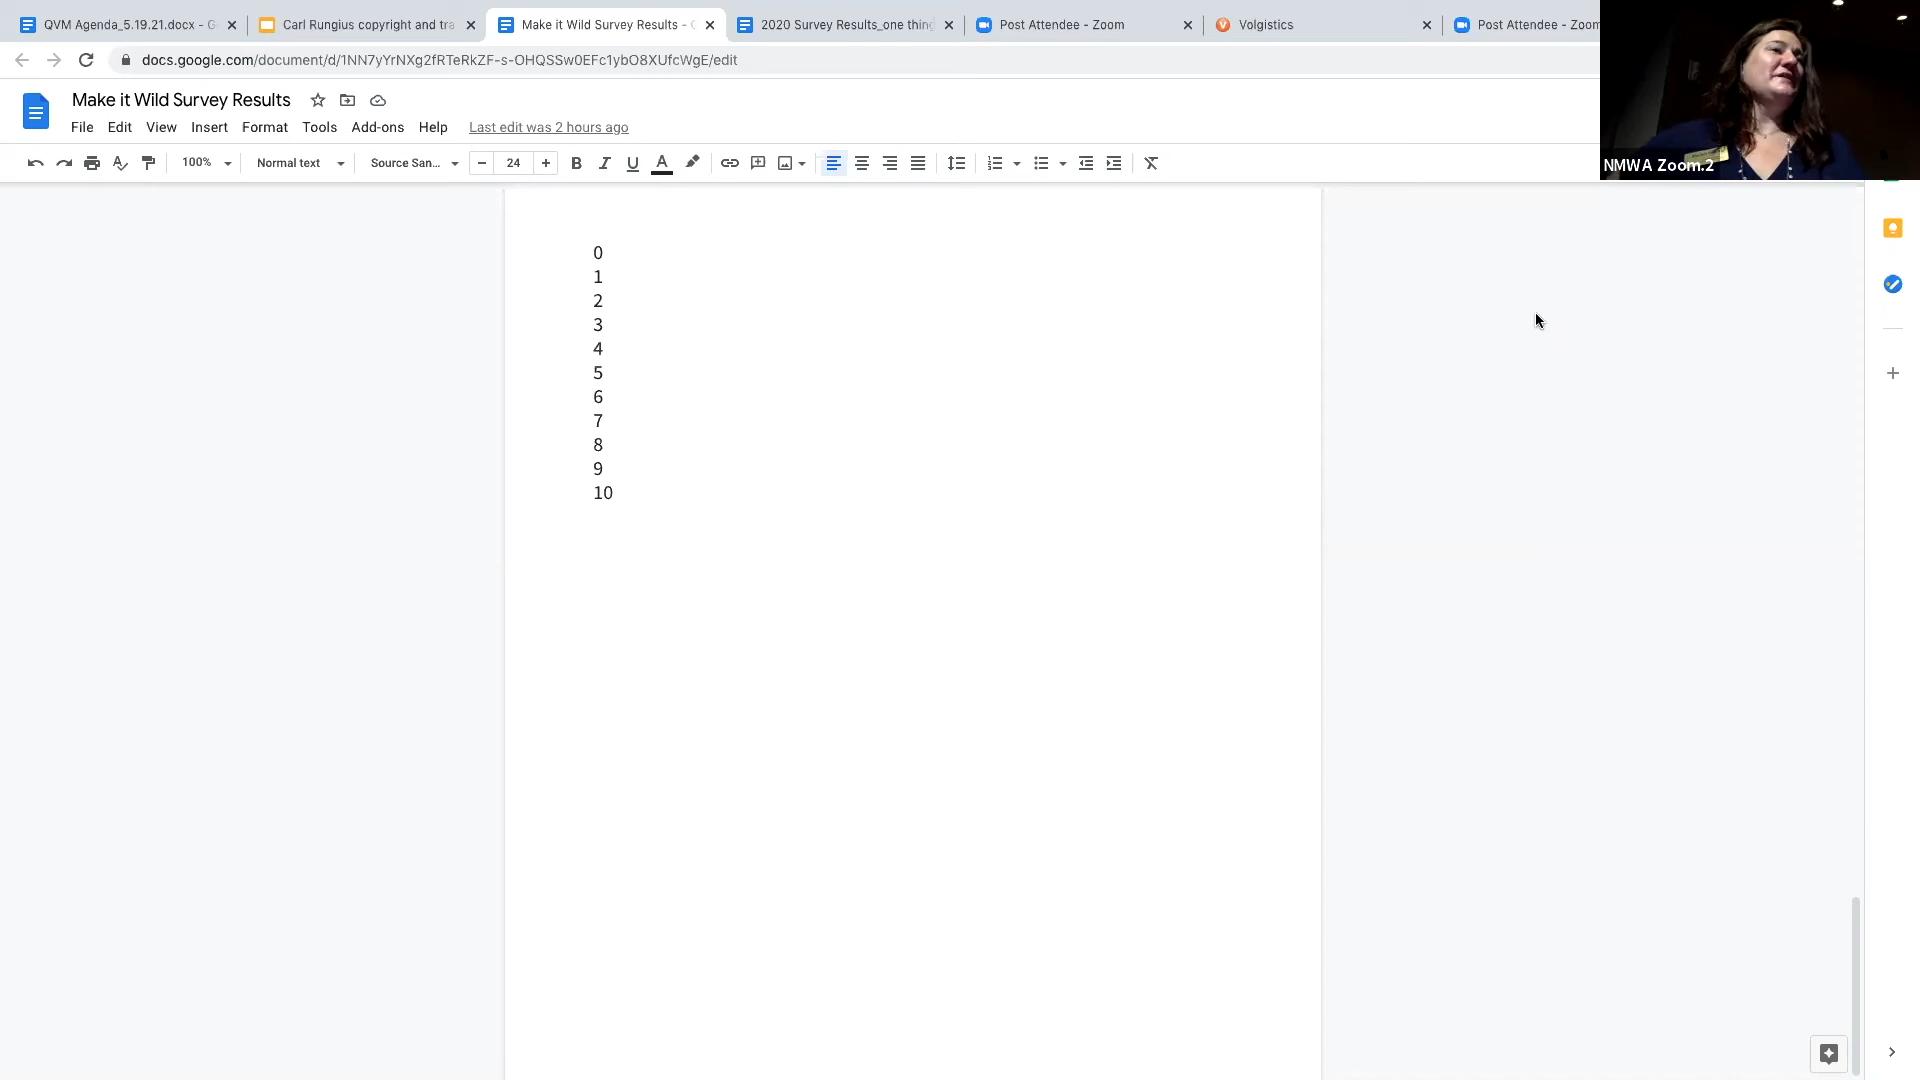 QVM Agenda_5.19.21.docx - G
Carl Rungius copyright and tra
Make it Wild Survey Results -
2020 Survey Results_one thing
Post Attendee - Zoom
Volgistics
Post Attendee - Zoom
docs.google.com/document/d/1NN7yYrNXg2fRTeRkZF-s-OHQSSw0EFc1ybO8XUfcWgE/edit
Make it Wild Survey Results
File Edit View Insert Format Tools Add-ons Help Last edit was 2 hours ago
100% Normal text Source San... 24 B I U A
NMWA Zoom.2
0
1
2
3
4
5
6
7
8
9
10